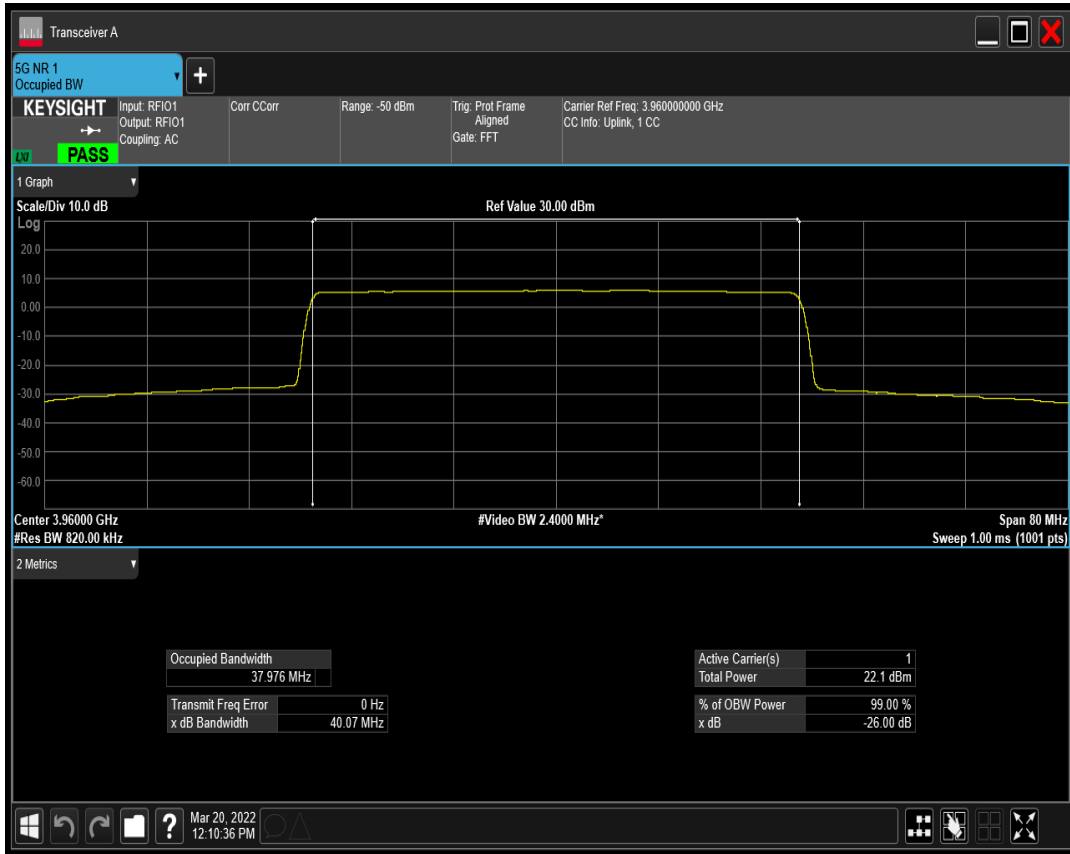 Transceiver A
5G NR 1
Occupied BW
+
KEYSIGHT
LXI
PASS
Input: RFIO1
Output: RFIO1
Coupling: AC
Corr CCorr
Range: -50 dBm
Trig: Prot Frame
Aligned
Gate: FFT
Carrier Ref Freq: 3.960000000 GHz
CC Info: Uplink, 1 CC
1 Graph
Scale/Div 10.0 dB
Ref Value 30.00 dBm
Log
20.0
10.0
0.00
-10.0
-20.0
-30.0
-40.0
-50.0
-60.0
Center 3.96000 GHz
#Video BW 2.4000 MHz*
Span 80 MHz
#Res BW 820.00 kHz
Sweep 1.00 ms (1001 pts)
2 Metrics
Occupied Bandwidth
37.976 MHz
Transmit Freq Error 0 Hz
x dB Bandwidth 40.07 MHz
Active Carrier(s) 1
Total Power 22.1 dBm
% of OBW Power 99.00 %
x dB -26.00 dB
?
Mar 20, 2022
12:10:36 PM